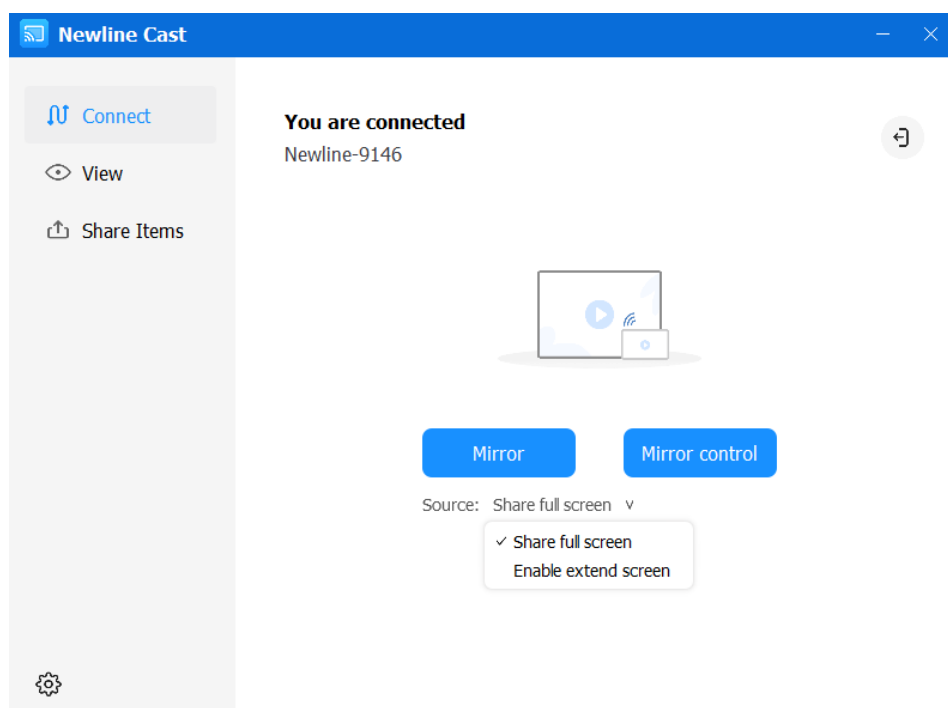 Newline Cast
Connect
View
Share Items
You are connected
Newline-9146
Mirror
Mirror control
Source: Share full screen
Share full screen
Enable extend screen